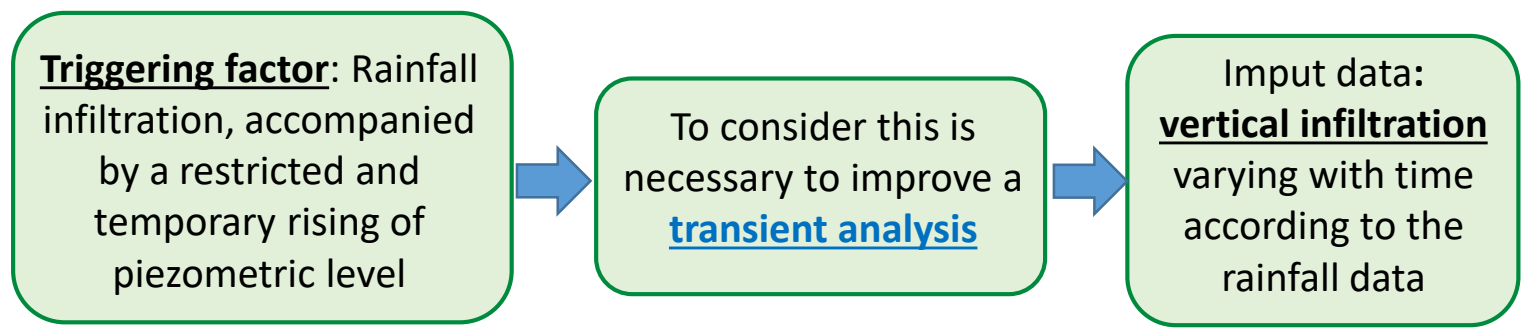 Triggering factor: Rainfall
infiltration, accompanied
by a restricted and
temporary rising of
piezometric level
To consider this is
necessary to improve a
transient analysis
Imput data:
vertical infiltration
varying with time
according to the
rainfall data